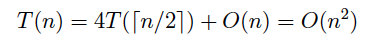 T(n) = 4T(⌈n/2⌉) + O(n) = O(n²)